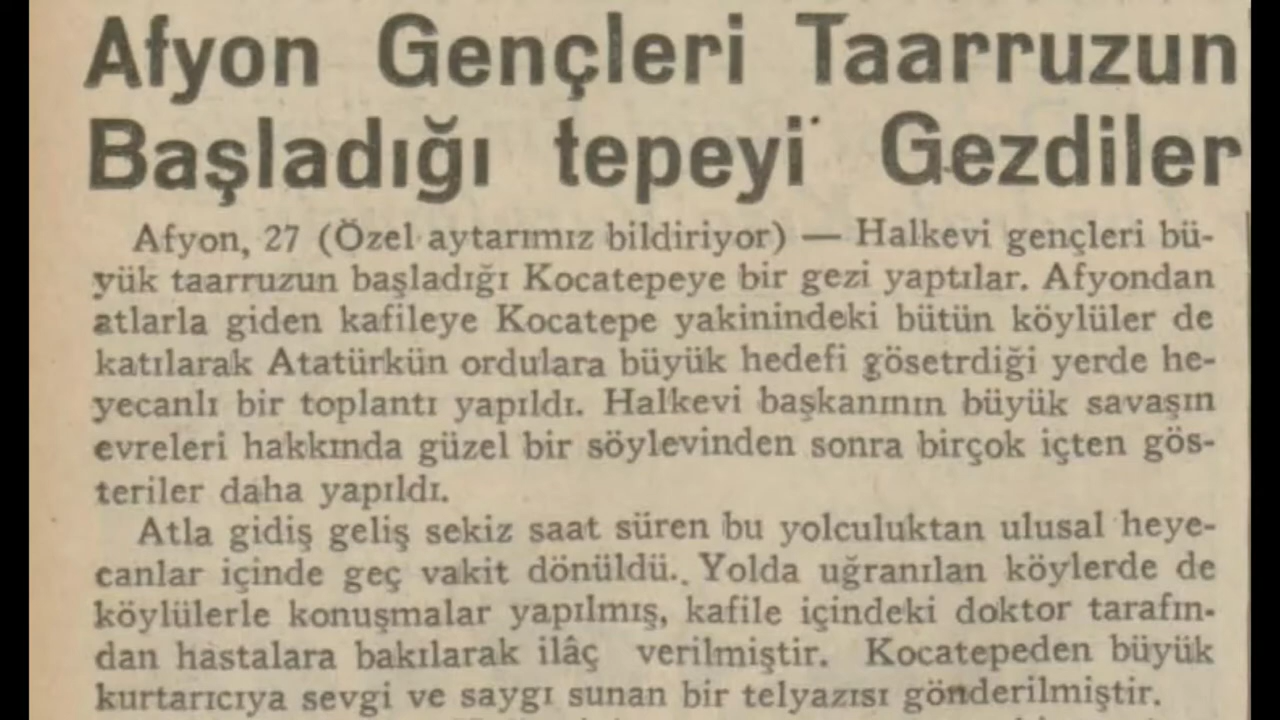 Afyon Gençleri Taarruzun
Başladığı tepeyi Gezdiler
Afyon, 27 (Özel aytarımız bildiriyor) — Halkevi gençleri bü-
yük taarruzun başladığı Kocatepeye bir gezi yaptılar. Afyondan
atlarla giden kafileye Kocatepe yakinindeki bütün köylüler de
katılarak Atatürkün ordulara büyük hedefi gösetrdiği yerde he-
yecanlı bir toplantı yapıldı. Halkevi başkanının büyük savaşın
evreleri hakkında güzel bir söylevinden sonra birçok içten gös-
teriler daha yapıldı.
Atla gidiş geliş sekiz saat süren bu yolculuktan ulusal heye-
canlar içinde geç vakit dönüldü. Yolda uğranılan köylerde de
köylülerle konuşmalar yapılmış, kafile içindeki doktor tarafın-
dan hastalara bakılarak ilâç verilmiştir. Kocatepeden büyük
kurtarıcıya sevgi ve saygı sunan bir telyazısı gönderilmiştir.